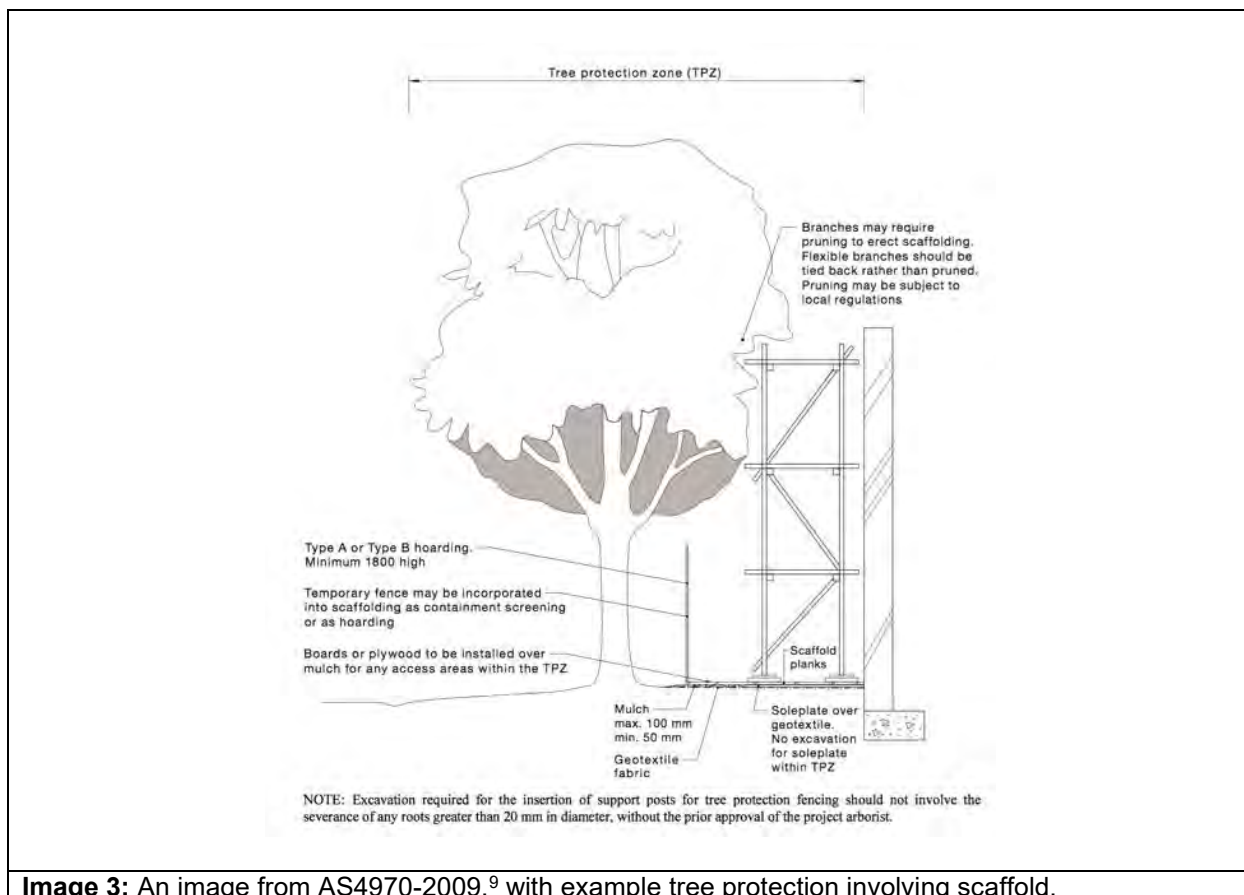 Tree protection zone (TPZ)
Branches may require
pruning to erect scaffolding.
Flexible branches should be
tied back rather than pruned.
Pruning may be subject to
local regulations
Type A or Type B hoarding.
Minimum 1800 high
Temporary fence may be incorporated
into scaffolding as containment screening
or as hoarding
Boards or plywood to be installed over
mulch for any access areas within the TPZ
Scaffold
planks
Mulch
max. 100 mm
min. 50 mm
Geotextile
fabric
Soleplate over
geotextile.
No excavation
for soleplate
within TPZ
NOTE: Excavation required for the insertion of support posts for tree protection fencing should not involve the
severance of any roots greater than 20 mm in diameter, without the prior approval of the project arborist.
Image 3: An image from AS4970-2009,⁹ with example tree protection involving scaffold.